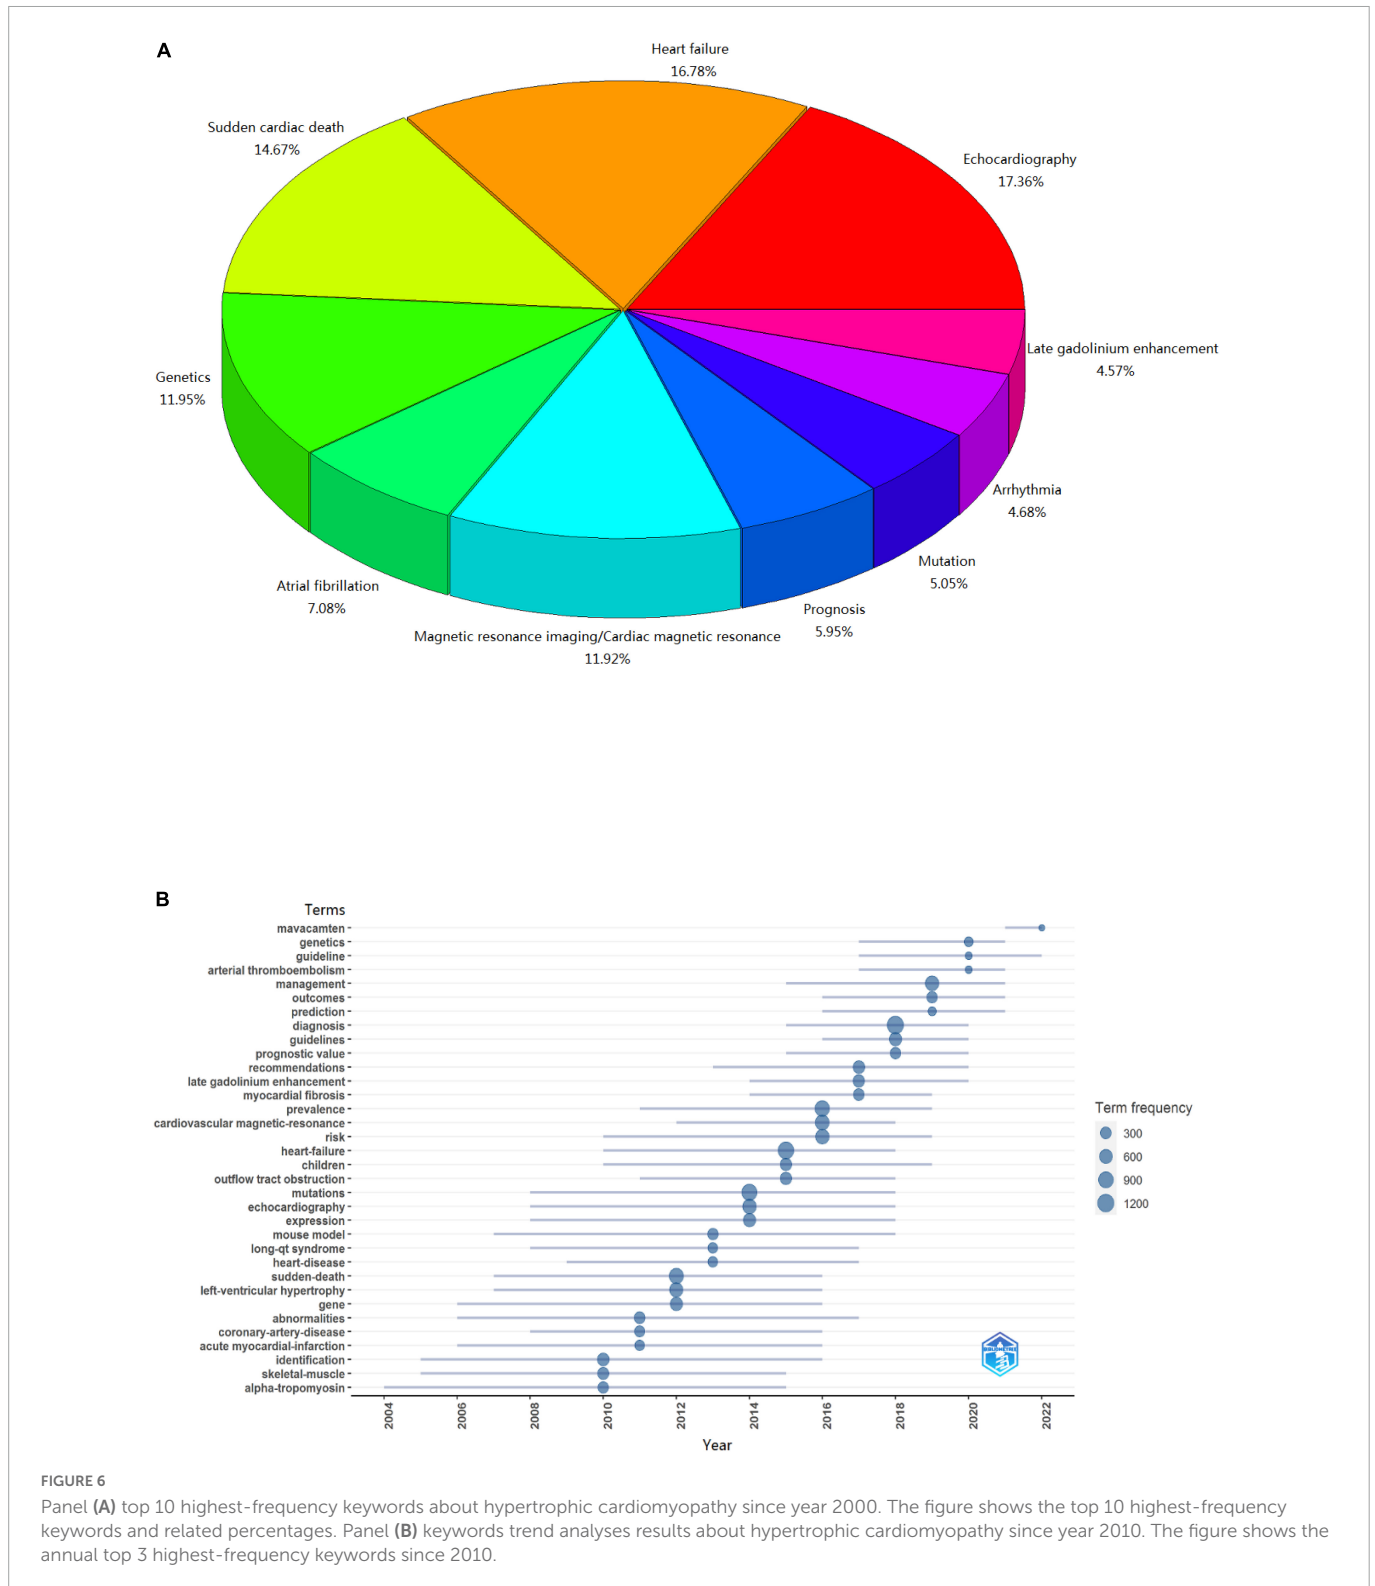 A
Heart failure
16.78%
Sudden cardiac death
14.67%
Echocardiography
17.36%
Late gadolinium enhancement
4.57%
Genetics
11.95%
Arrhythmia
4.68%
Mutation
5.05%
Atrial fibrillation
7.08%
Prognosis
5.95%
Magnetic resonance imaging/Cardiac magnetic resonance
11.92%
B
Terms
mavacamten
genetics
guideline
arterial thromboembolism
management
outcomes
prediction
diagnosis
guidelines
prognostic value
recommendations
late gadolinium enhancement
myocardial fibrosis
prevalence
cardiovascular magnetic-resonance
risk
heart-failure
children
outflow tract obstruction
mutations
echocardiography
expression
mouse model
long-qt syndrome
heart-disease
sudden-death
left-ventricular hypertrophy
gene
abnormalities
coronary-artery-disease
acute myocardial-infarction
identification
skeletal-muscle
alpha-tropomyosin
Term frequency
300
600
900
1200
BIBLIOMETRIX
2004 2006 2008 2010 2012 2014 2016 2018 2020 2022
Year
FIGURE 6
Panel (A) top 10 highest-frequency keywords about hypertrophic cardiomyopathy since year 2000. The figure shows the top 10 highest-frequency
keywords and related percentages. Panel (B) keywords trend analyses results about hypertrophic cardiomyopathy since year 2010. The figure shows the
annual top 3 highest-frequency keywords since 2010.